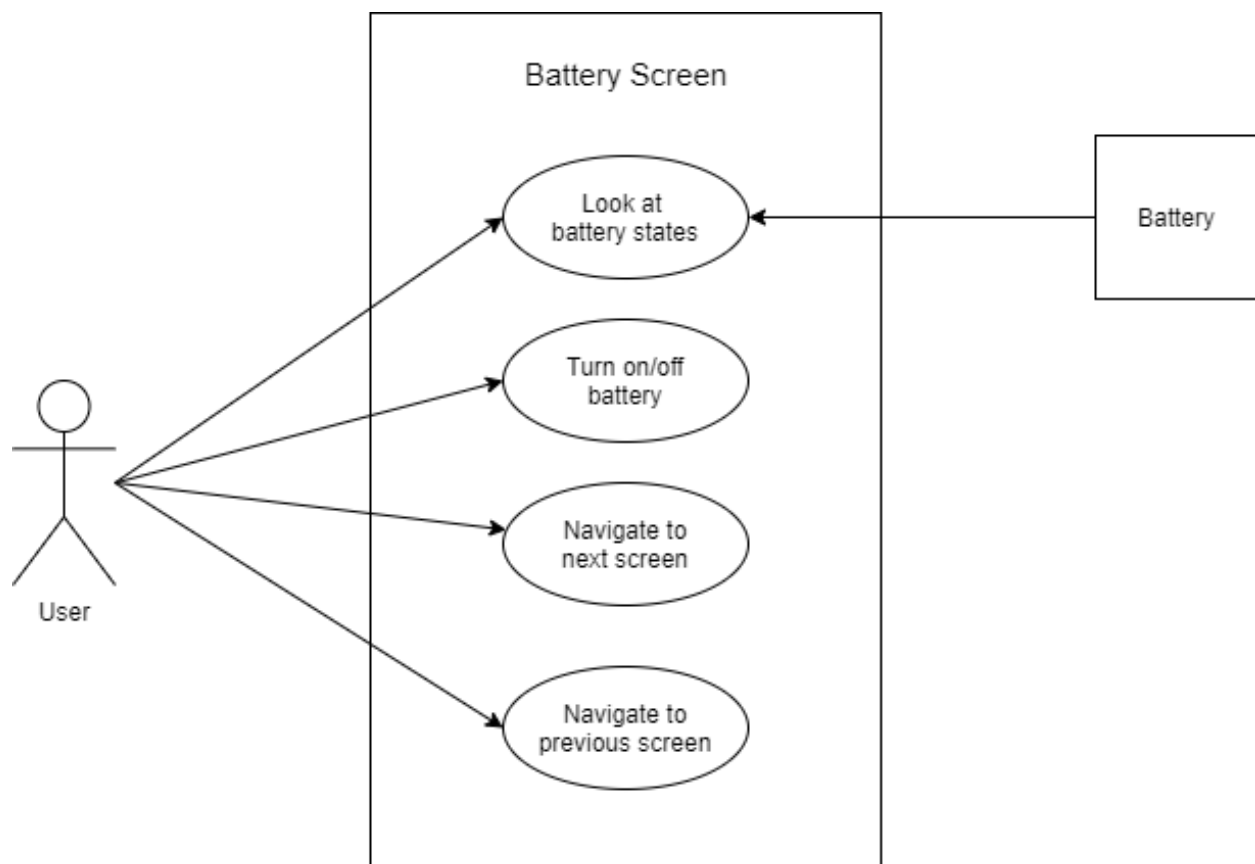 Battery Screen
Look at
battery states
Battery
Turn on/off
battery
Navigate to
next screen
User
Navigate to
previous screen